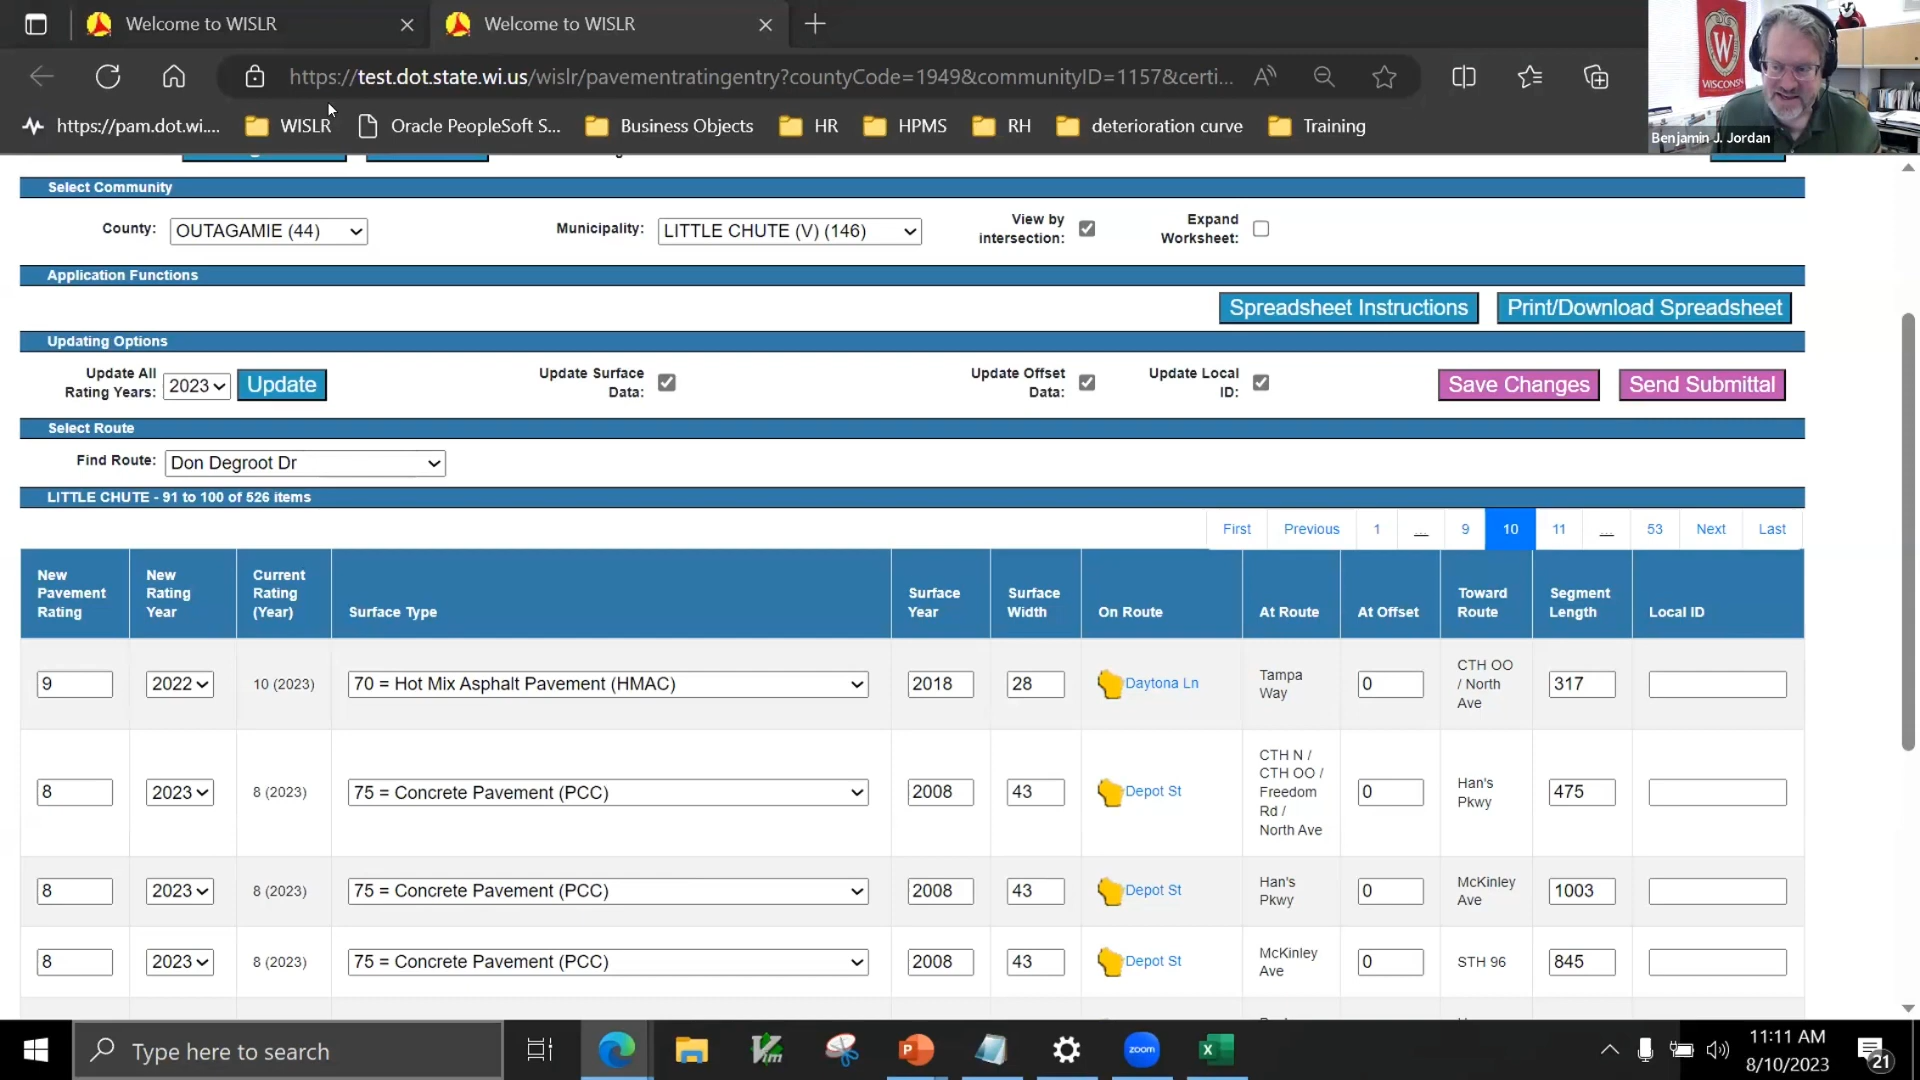 Welcome to WISLR
Welcome to WISLR
https://test.dot.state.wi.us/wislr/pavementratingentry?countyCode=1949&communityID=1157&certi...
https://pam.dot.wi....
WISLR
Oracle PeopleSoft S...
Business Objects
HR
HPMS
RH
deterioration curve
Training
W
WISCONSIN
Benjamin J. Jordan
Select Community
County: OUTAGAMIE (44) Municipality: LITTLE CHUTE (V) (146) View by intersection: Expand Worksheet:
Application Functions
Spreadsheet Instructions Print/Download Spreadsheet
Updating Options
Update All Rating Years: 2023 Update Update Surface Data: Update Offset Data: Update Local ID: Save Changes Send Submittal
Select Route
Find Route: Don Degroot Dr
LITTLE CHUTE - 91 to 100 of 526 items
First Previous 1 ... 9 10 11 ... 53 Next Last
New Pavement Rating New Rating Year Current Rating (Year) Surface Type Surface Year Surface Width On Route At Route At Offset Toward Route Segment Length Local ID
9 2022 10 (2023) 70 = Hot Mix Asphalt Pavement (HMAC) 2018 28 Daytona Ln Tampa Way 0 CTH OO / North Ave 317
8 2023 8 (2023) 75 = Concrete Pavement (PCC) 2008 43 Depot St CTH N / CTH OO / Freedom Rd / North Ave 0 Han's Pkwy 475
8 2023 8 (2023) 75 = Concrete Pavement (PCC) 2008 43 Depot St Han's Pkwy 0 McKinley Ave 1003
8 2023 8 (2023) 75 = Concrete Pavement (PCC) 2008 43 Depot St McKinley Ave 0 STH 96 845
Type here to search
Vim
P
zoom
X
11:11 AM
8/10/2023
21